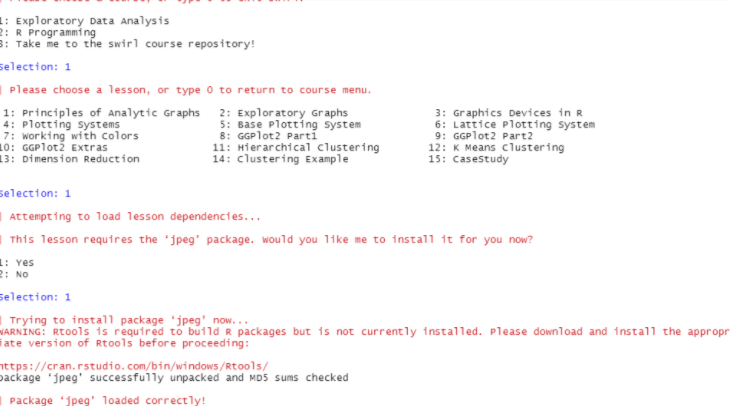 | Please choose a course, or type 0 to exit swirl.
1: Exploratory Data Analysis
2: R Programming
3: Take me to the swirl course repository!
Selection: 1
| Please choose a lesson, or type 0 to return to course menu.
1: Principles of Analytic Graphs 2: Exploratory Graphs 3: Graphics Devices in R
4: Plotting Systems 5: Base Plotting System 6: Lattice Plotting System
7: Working with Colors 8: GGPlot2 Part1 9: GGPlot2 Part2
10: GGPlot2 Extras 11: Hierarchical Clustering 12: K Means Clustering
13: Dimension Reduction 14: Clustering Example 15: CaseStudy
Selection: 1
| Attempting to load lesson dependencies...
| This lesson requires the ‘jpeg’ package. Would you like me to install it for you now?
1: Yes
2: No
Selection: 1
| Trying to install package ‘jpeg’ now...
WARNING: Rtools is required to build R packages but is not currently installed. Please download and install the appropr
iate version of Rtools before proceeding:
https://cran.rstudio.com/bin/windows/Rtools/
package ‘jpeg’ successfully unpacked and MD5 sums checked
| Package ‘jpeg’ loaded correctly!